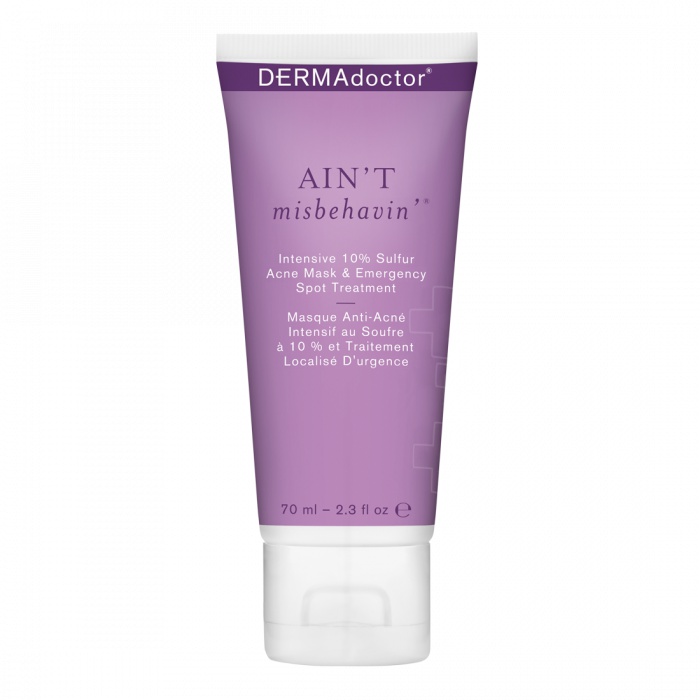 DERMAdoctor®
AIN'T
misbehavin'®
Intensive 10% Sulfur
Acne Mask & Emergency
Spot Treatment
Masque Anti-Acné
Intensif au Soufre
à 10 % et Traitement
Localisé D'urgence
70 ml – 2.3 fl oz ℮